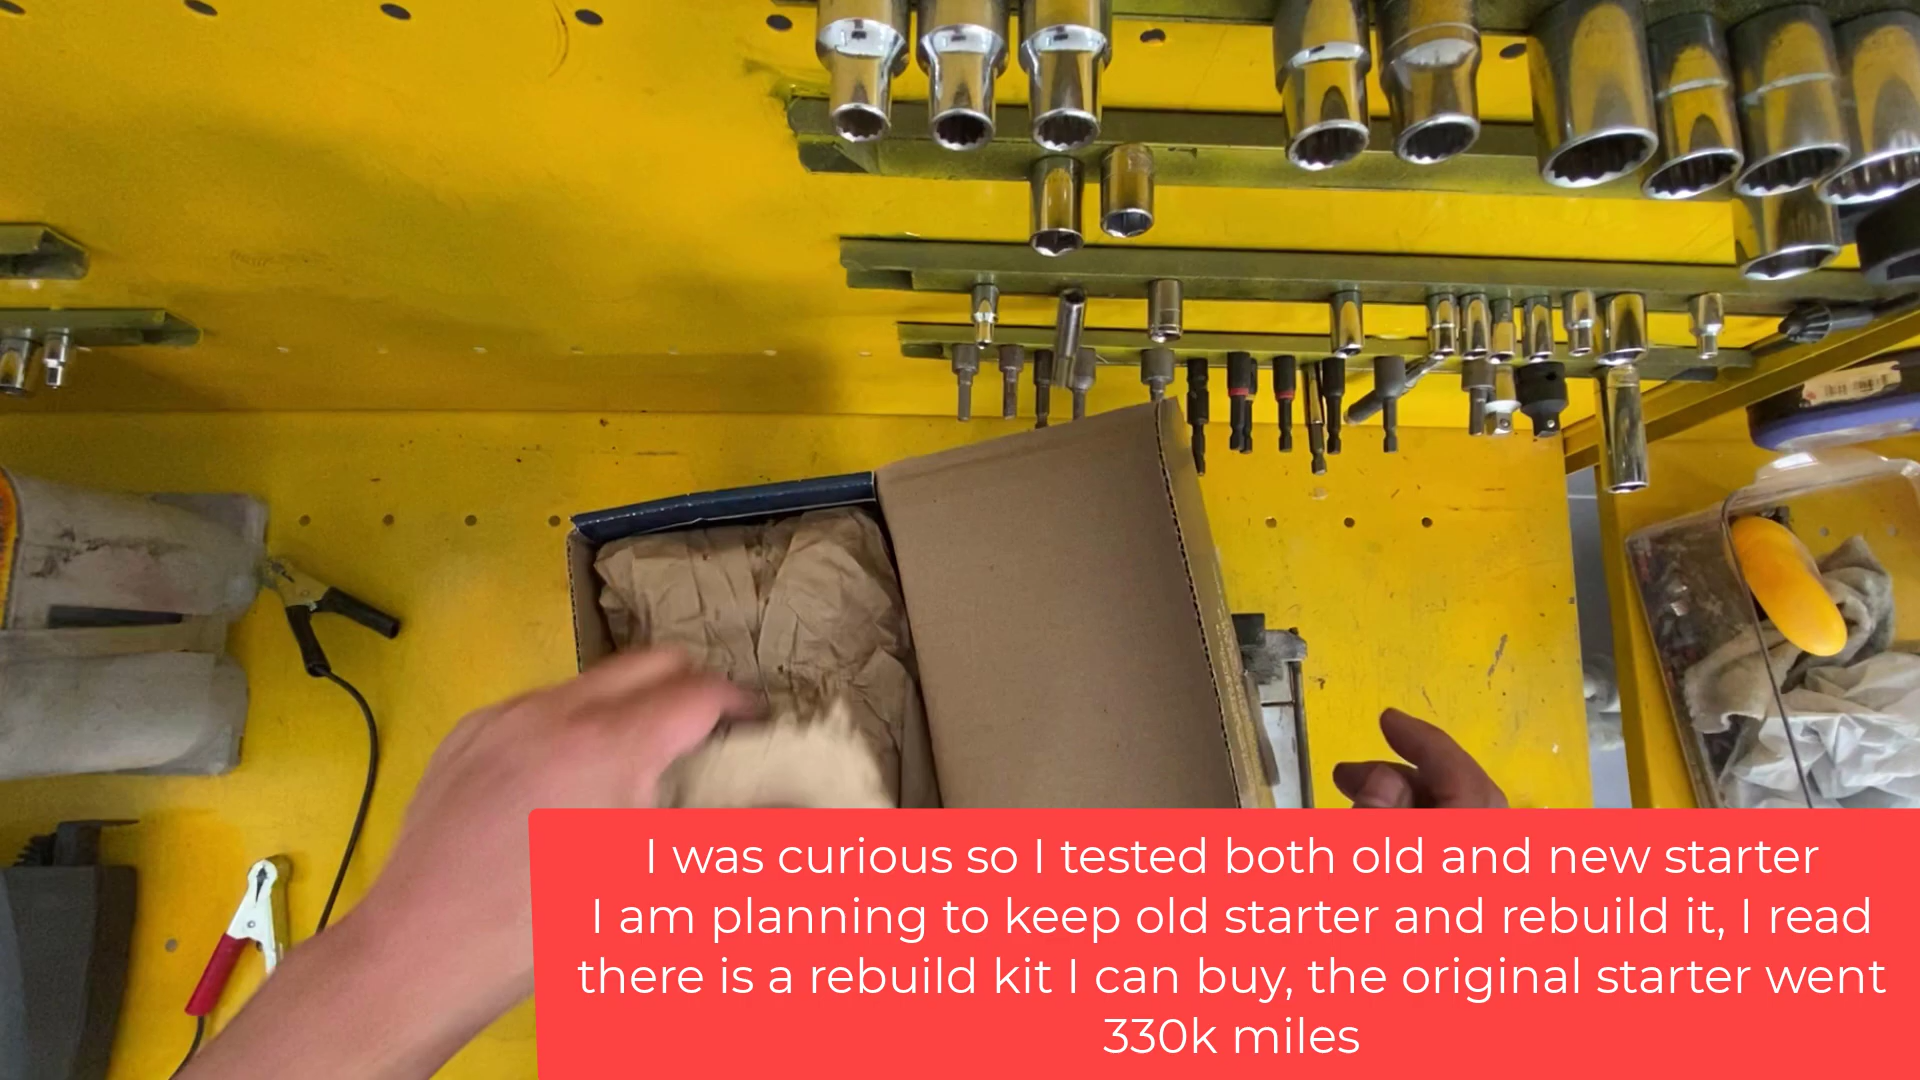 I was curious so I tested both old and new starter
I am planning to keep old starter and rebuild it, I read
there is a rebuild kit I can buy, the original starter went
330k miles